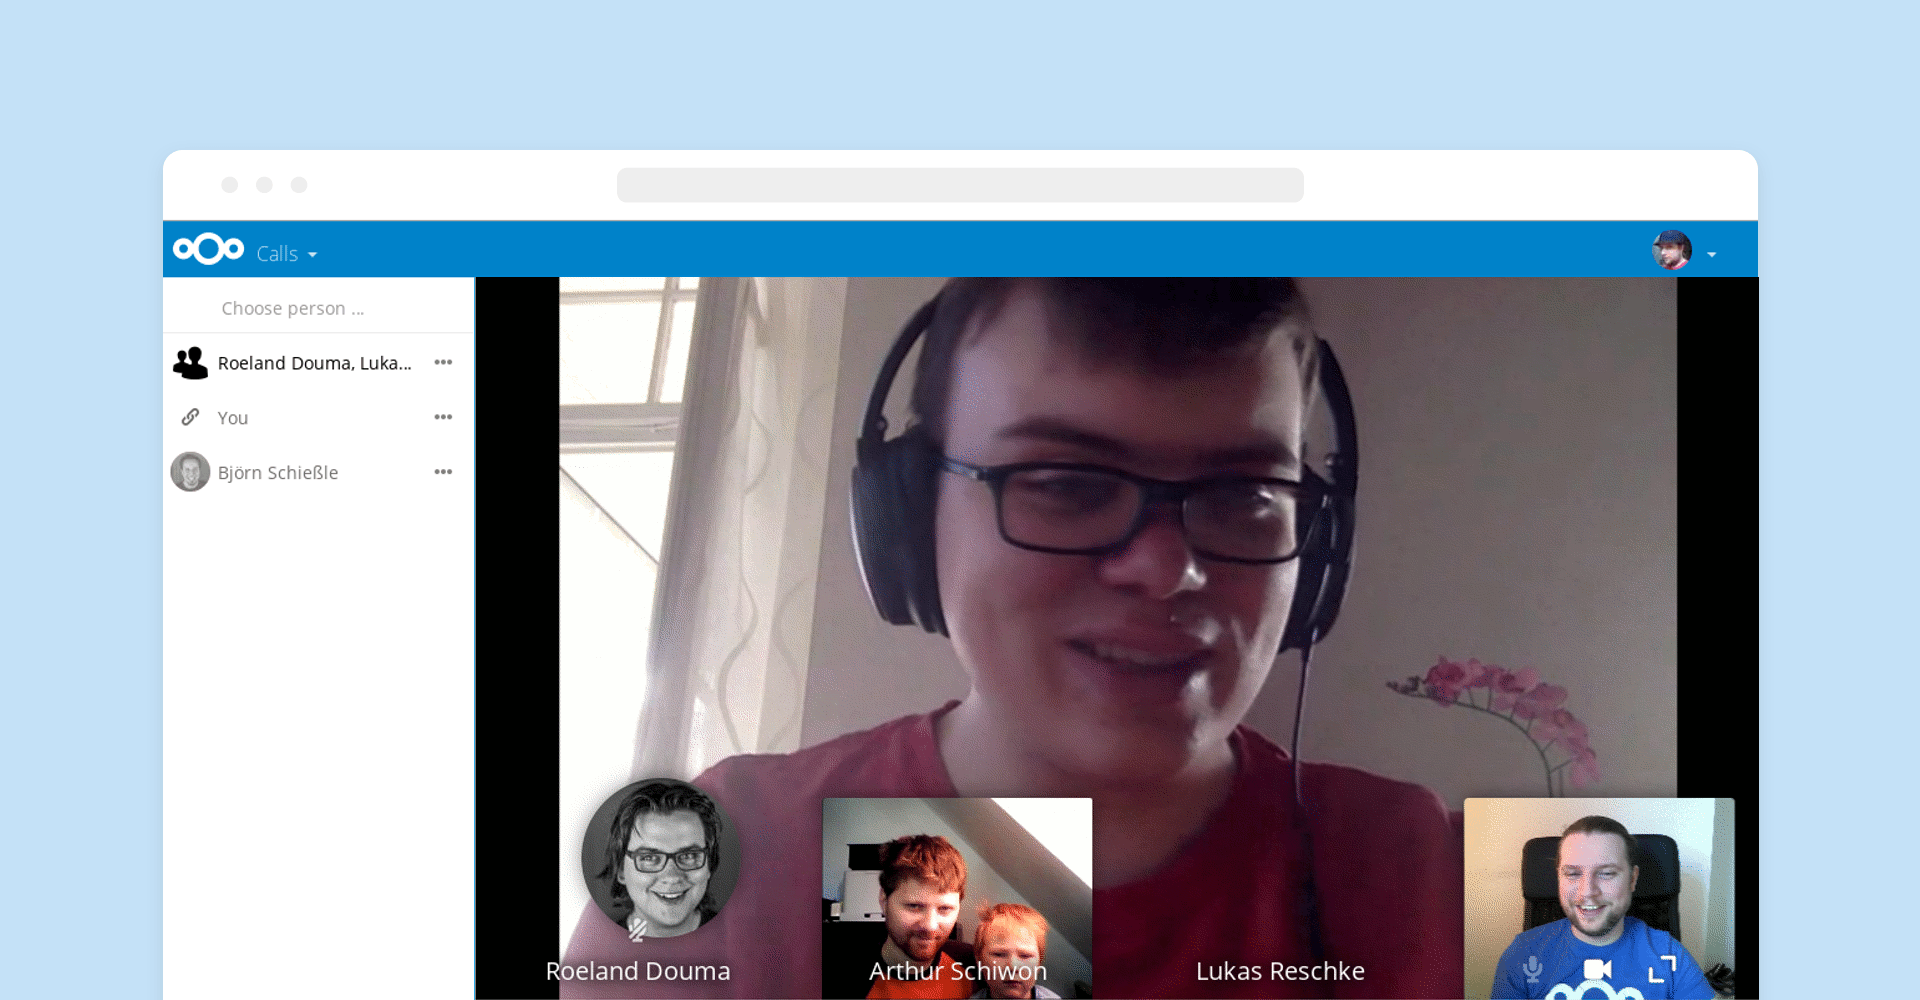 Calls
Choose person ...
Roeland Douma, Luka...
You
Björn Schießle
Roeland Douma
Arthur Schiwon
Lukas Reschke